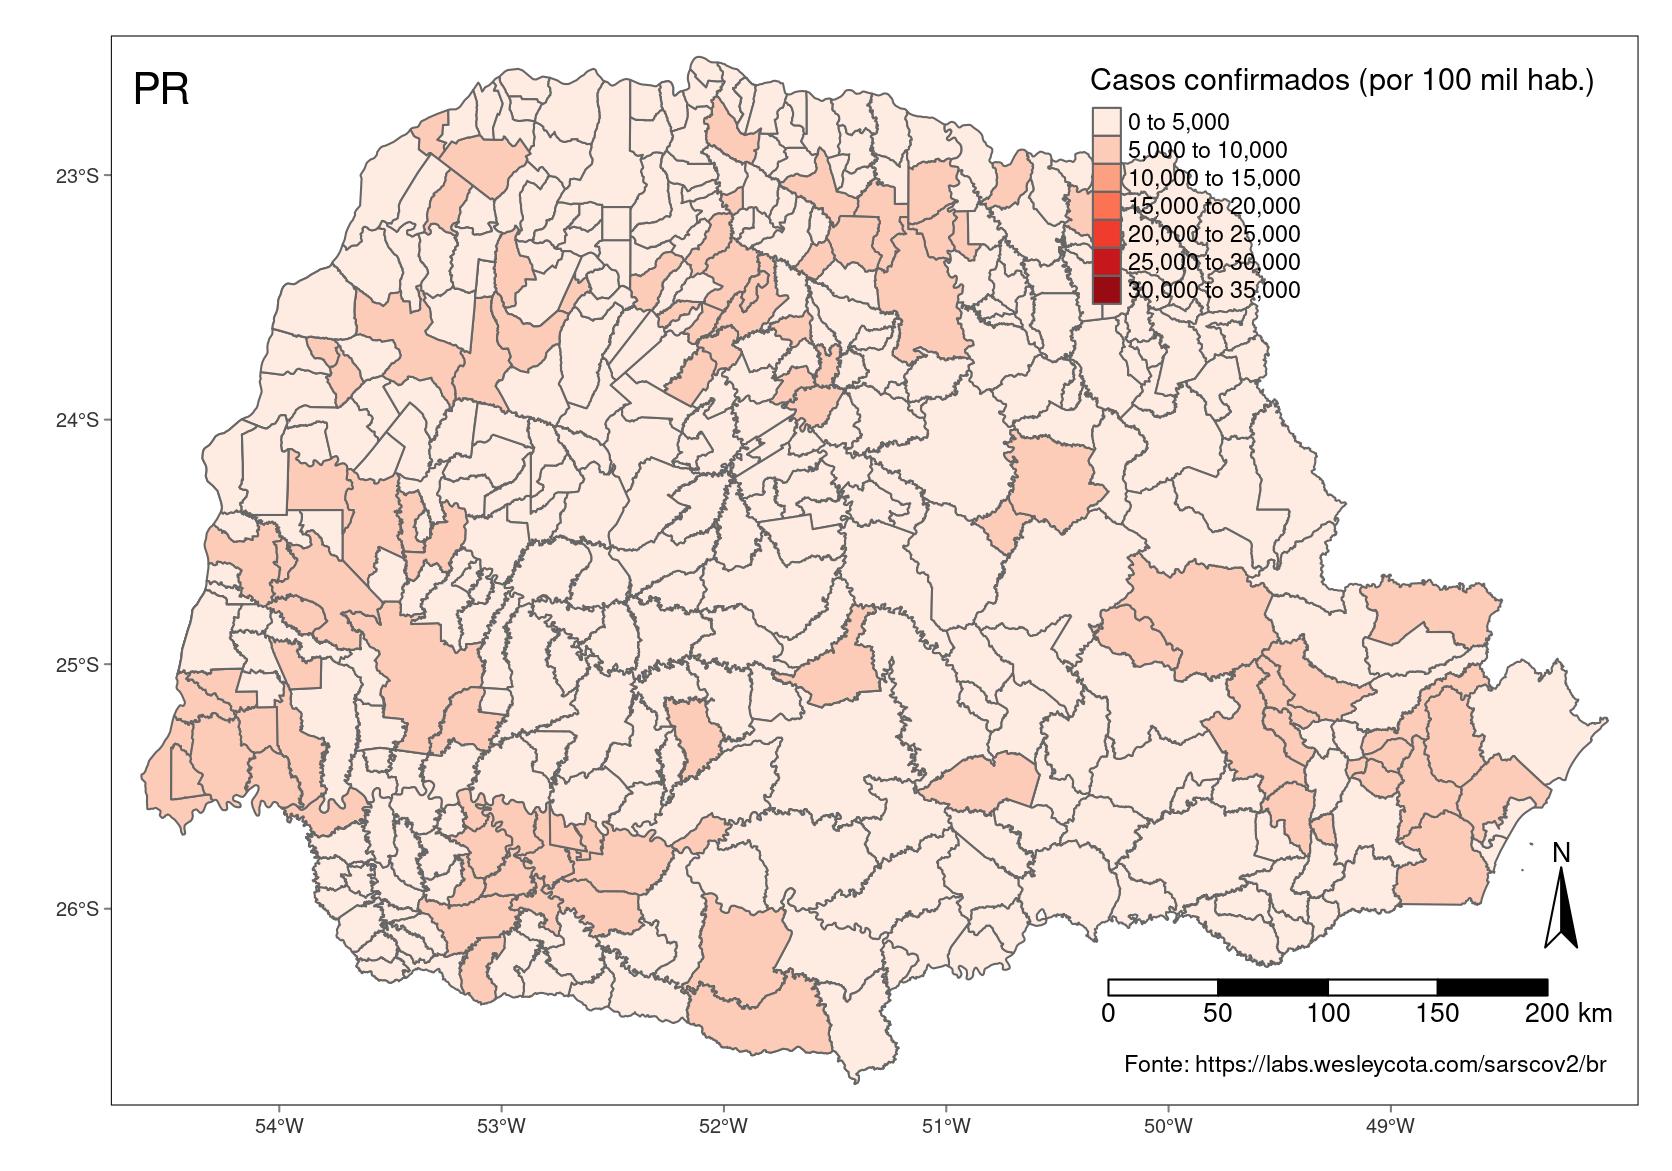 PR
Casos confirmados (por 100 mil hab.)
0 to 5,000
5,000 to 10,000
10,000 to 15,000
15,000 to 20,000
20,000 to 25,000
25,000 to 30,000
30,000 to 35,000
23°S
24°S
25°S
26°S
N
0 50 100 150 200 km
Fonte: https://labs.wesleycota.com/sarscov2/br
54°W 53°W 52°W 51°W 50°W 49°W